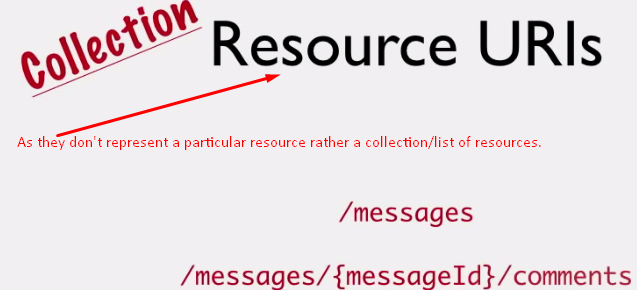 Collection Resource URIs
As they don't represent a particular resource rather a collection/list of resources.
/messages
/messages/{messageId}/comments